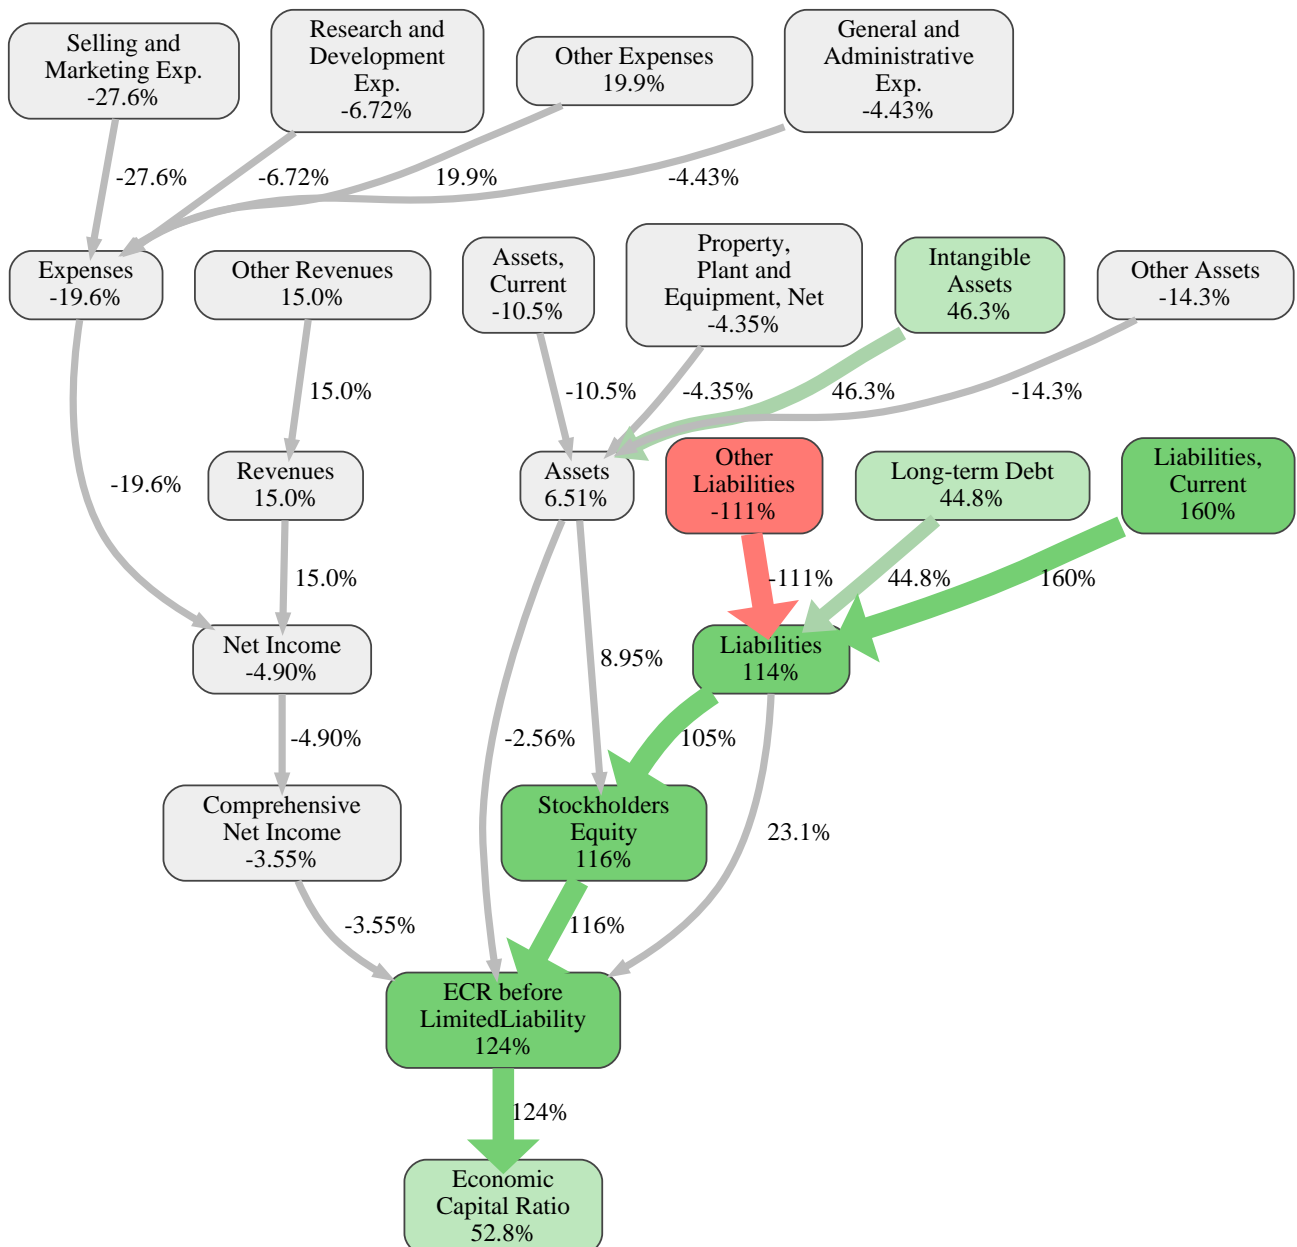 Selling and
Marketing Exp.
-27.6%
Research and
Development
Exp.
-6.72%
Other Expenses
19.9%
General and
Administrative
Exp.
-4.43%
-27.6%
-6.72%
19.9%
-4.43%
Expenses
-19.6%
Other Revenues
15.0%
Assets,
Current
-10.5%
Property,
Plant and
Equipment, Net
-4.35%
Intangible
Assets
46.3%
Other Assets
-14.3%
15.0%
-10.5%
-4.35%
46.3%
-14.3%
-19.6%
Revenues
15.0%
Assets
6.51%
Other
Liabilities
-111%
Long-term Debt
44.8%
Liabilities,
Current
160%
15.0%
-111%
44.8%
160%
Net Income
-4.90%
8.95%
Liabilities
114%
-4.90%
-2.56%
105%
Comprehensive
Net Income
-3.55%
Stockholders
Equity
116%
23.1%
-3.55%
116%
ECR before
LimitedLiability
124%
124%
Economic
Capital Ratio
52.8%